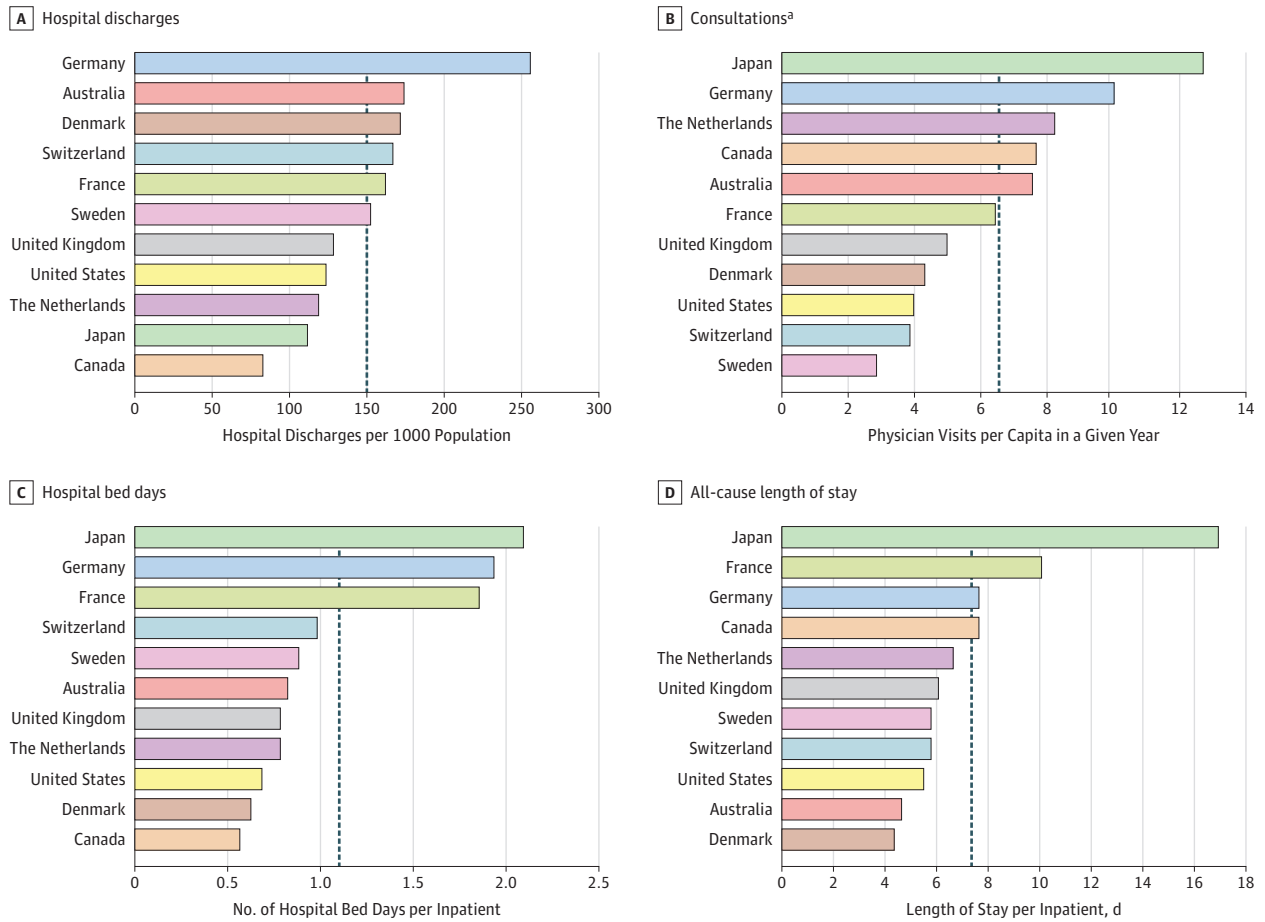 A Hospital discharges
Germany
Australia
Denmark
Switzerland
France
Sweden
United Kingdom
United States
The Netherlands
Japan
Canada
0 50 100 150 200 250 300
Hospital Discharges per 1000 Population
B Consultationsᵃ
Japan
Germany
The Netherlands
Canada
Australia
France
United Kingdom
Denmark
United States
Switzerland
Sweden
0 2 4 6 8 10 12 14
Physician Visits per Capita in a Given Year
C Hospital bed days
Japan
Germany
France
Switzerland
Sweden
Australia
United Kingdom
The Netherlands
United States
Denmark
Canada
0 0.5 1.0 1.5 2.0 2.5
No. of Hospital Bed Days per Inpatient
D All-cause length of stay
Japan
France
Germany
Canada
The Netherlands
United Kingdom
Sweden
Switzerland
United States
Australia
Denmark
0 2 4 6 8 10 12 14 16 18
Length of Stay per Inpatient, d